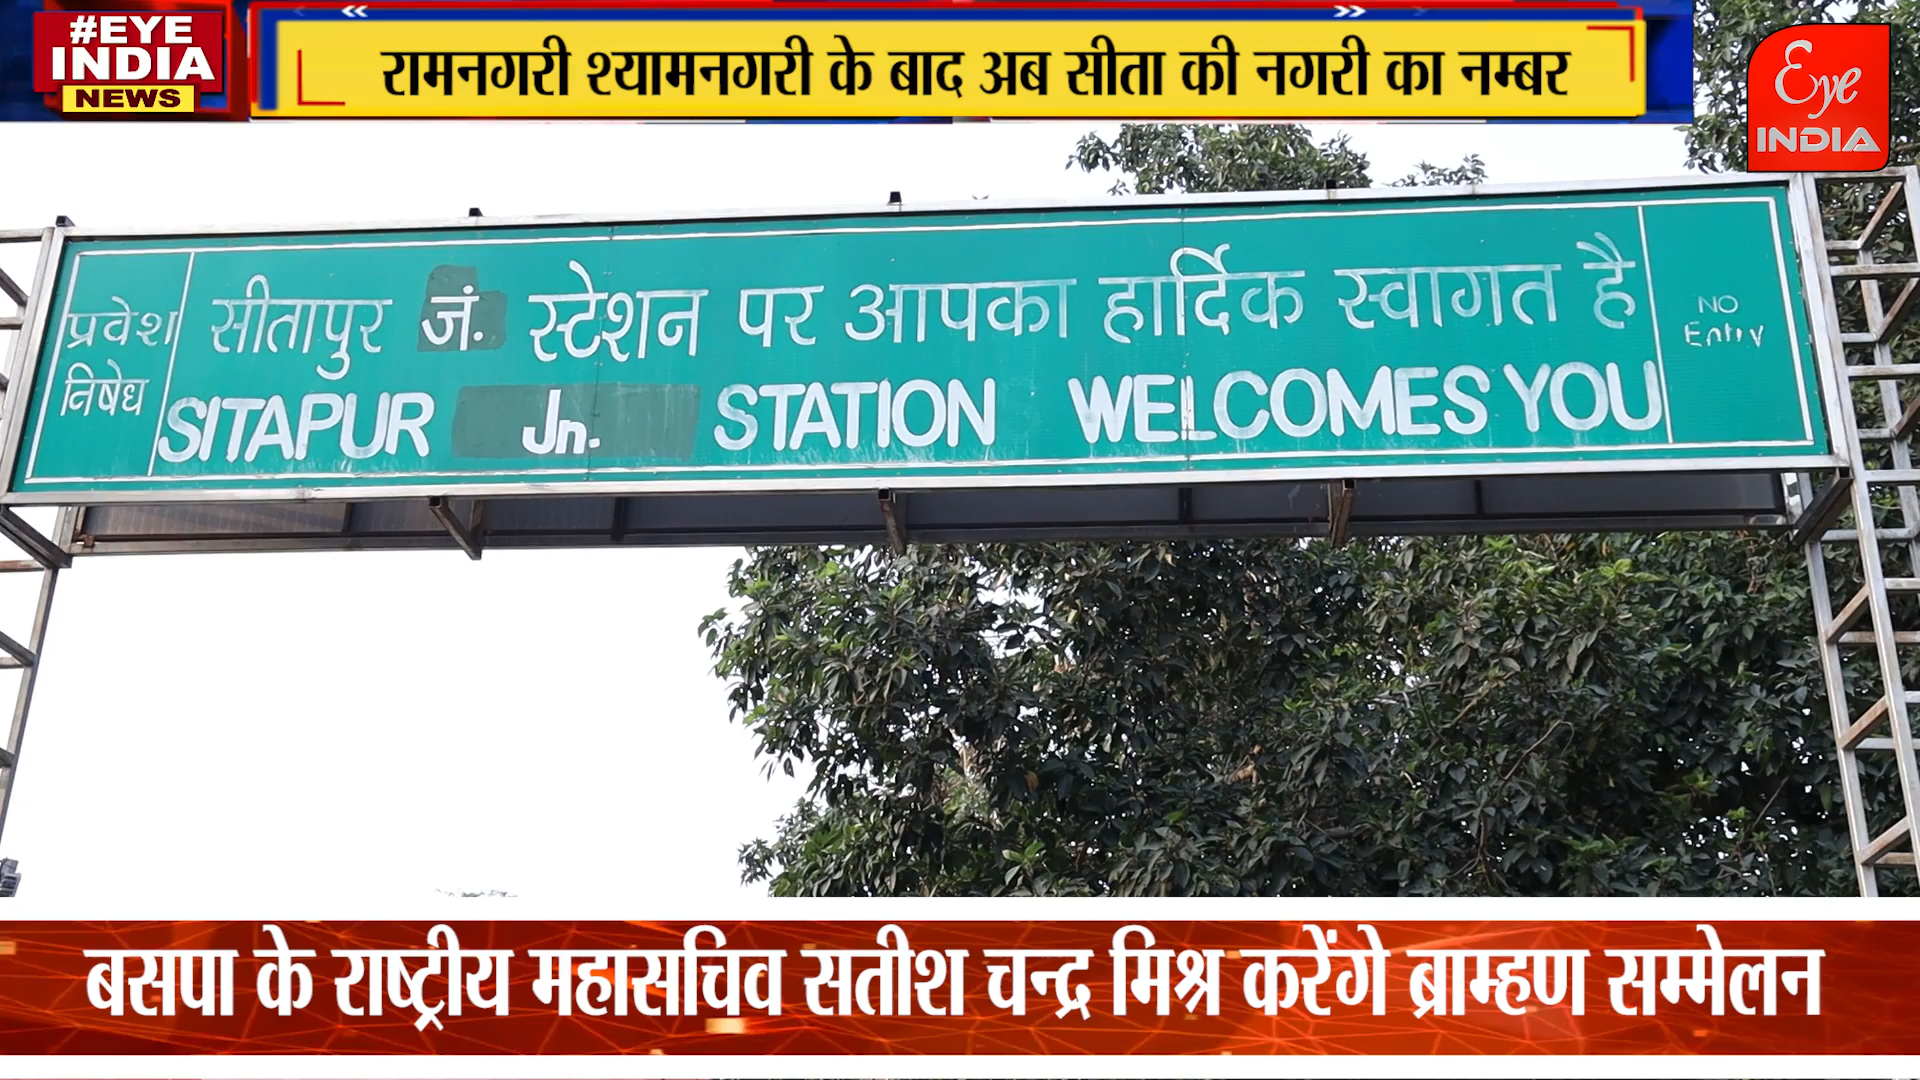 #EYE
INDIA
NEWS
रामनगरी श्यामनगरी के बाद अब सीता की नगरी का नम्बर
Eye
INDIA
प्रवेश
निषेध
सीतापुर जं. स्टेशन पर आपका हार्दिक स्वागत है
SITAPUR Jn. STATION WELCOMES YOU
NO
Entry
बसपा के राष्ट्रीय महासचिव सतीश चन्द्र मिश्र करेंगे ब्राम्हण सम्मेलन